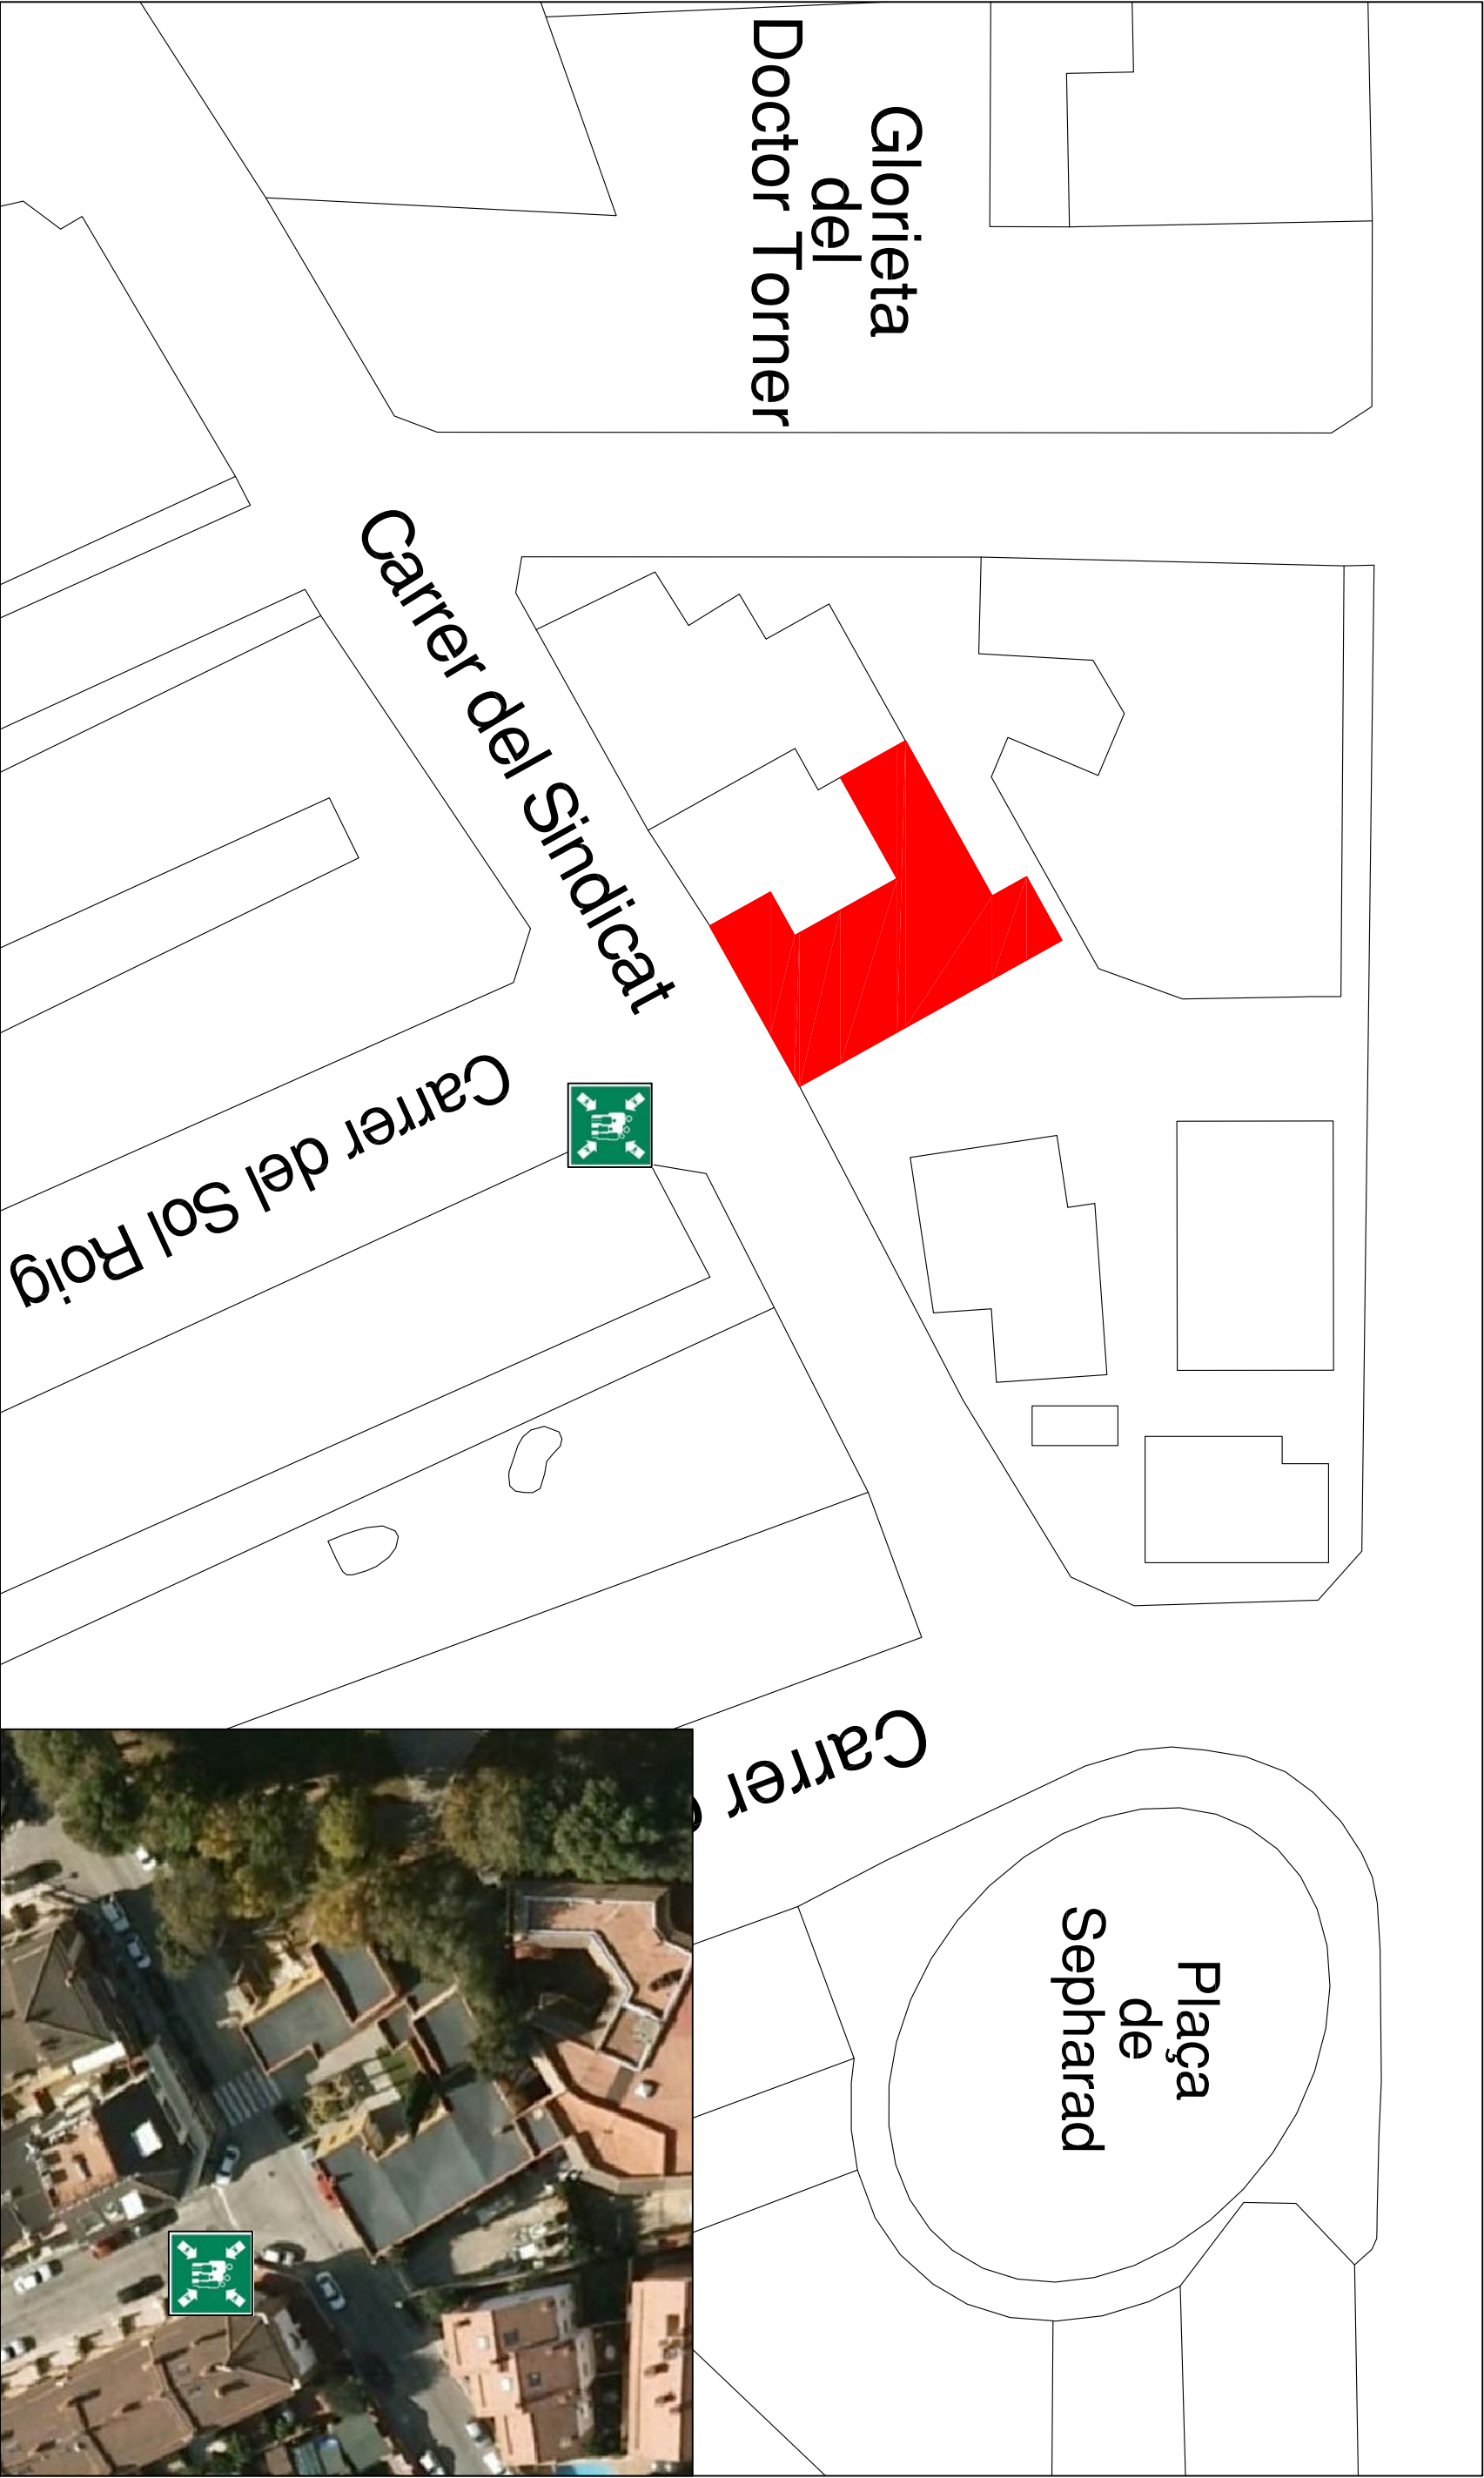 Glorieta
del
Doctor Torner
Carrer del Sindicat
Carrer del Sol Roig
Carrer
Plaça
de
Sepharad